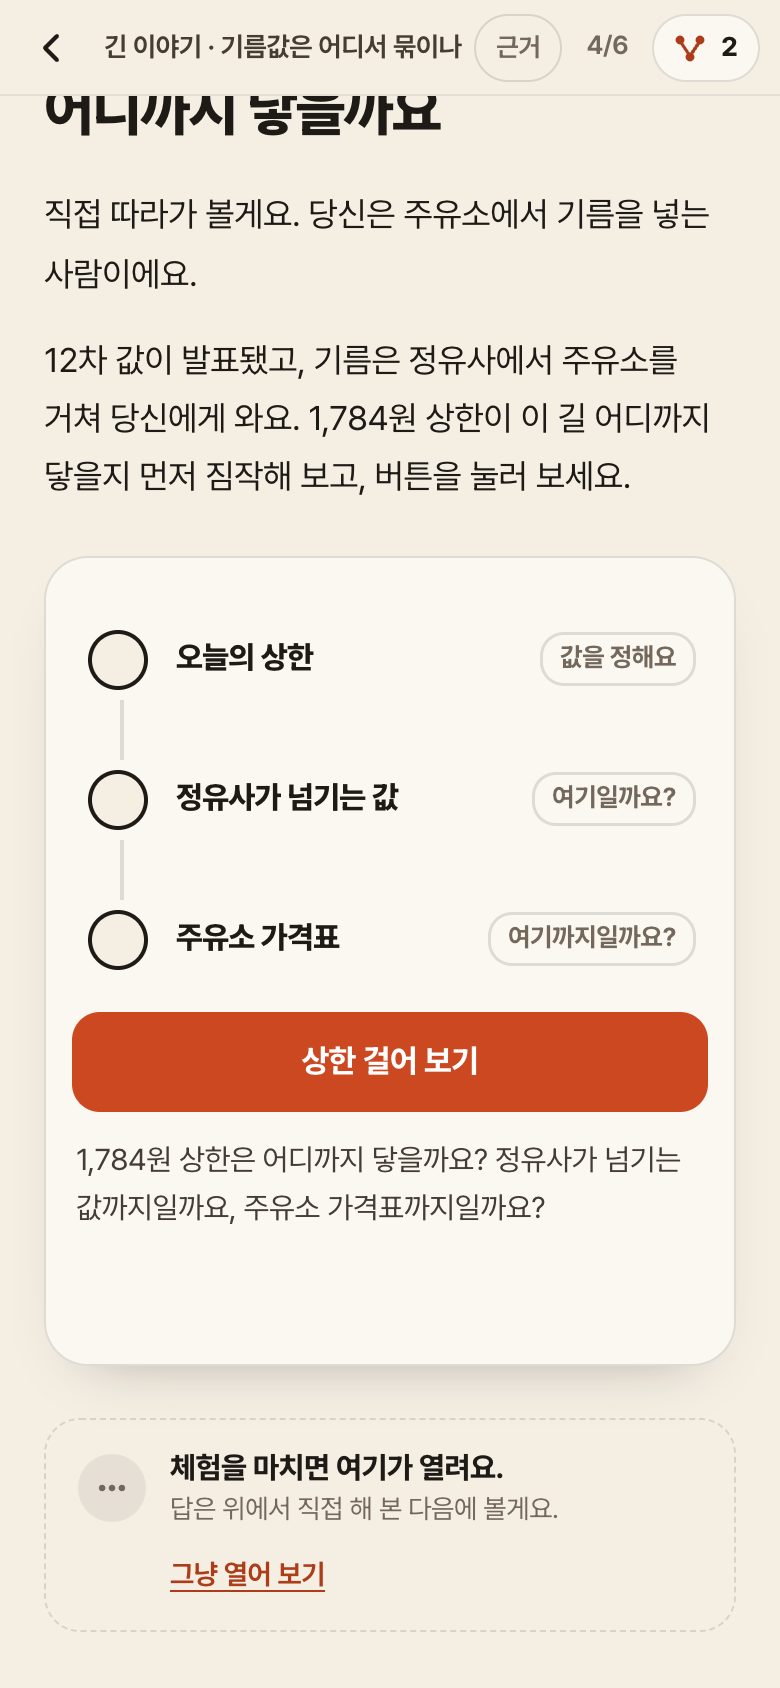 긴 이야기 · 기름값은 어디서 묶이나
근거
4/6
2
어디까지 닿을까요
직접 따라가 볼게요. 당신은 주유소에서 기름을 넣는
사람이에요.
12차 값이 발표됐고, 기름은 정유사에서 주유소를
거쳐 당신에게 와요. 1,784원 상한이 이 길 어디까지
닿을지 먼저 짐작해 보고, 버튼을 눌러 보세요.
오늘의 상한
값을 정해요
정유사가 넘기는 값
여기일까요?
주유소 가격표
여기까지일까요?
상한 걸어 보기
1,784원 상한은 어디까지 닿을까요? 정유사가 넘기는
값까지일까요, 주유소 가격표까지일까요?
체험을 마치면 여기가 열려요.
답은 위에서 직접 해 본 다음에 볼게요.
그냥 열어 보기